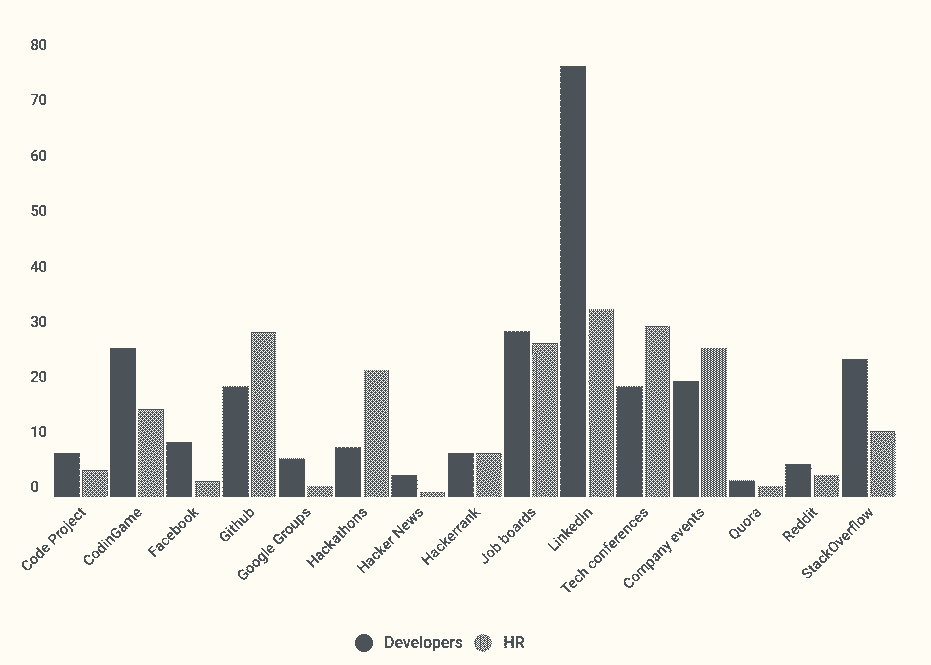 80
70
60
50
40
30
20
10
0
Code Project
CodinGame
Facebook
Github
Google Groups
Hackathons
Hacker News
Hackerrank
Job boards
LinkedIn
Tech conferences
Company events
Quora
Reddit
StackOverflow
Developers HR